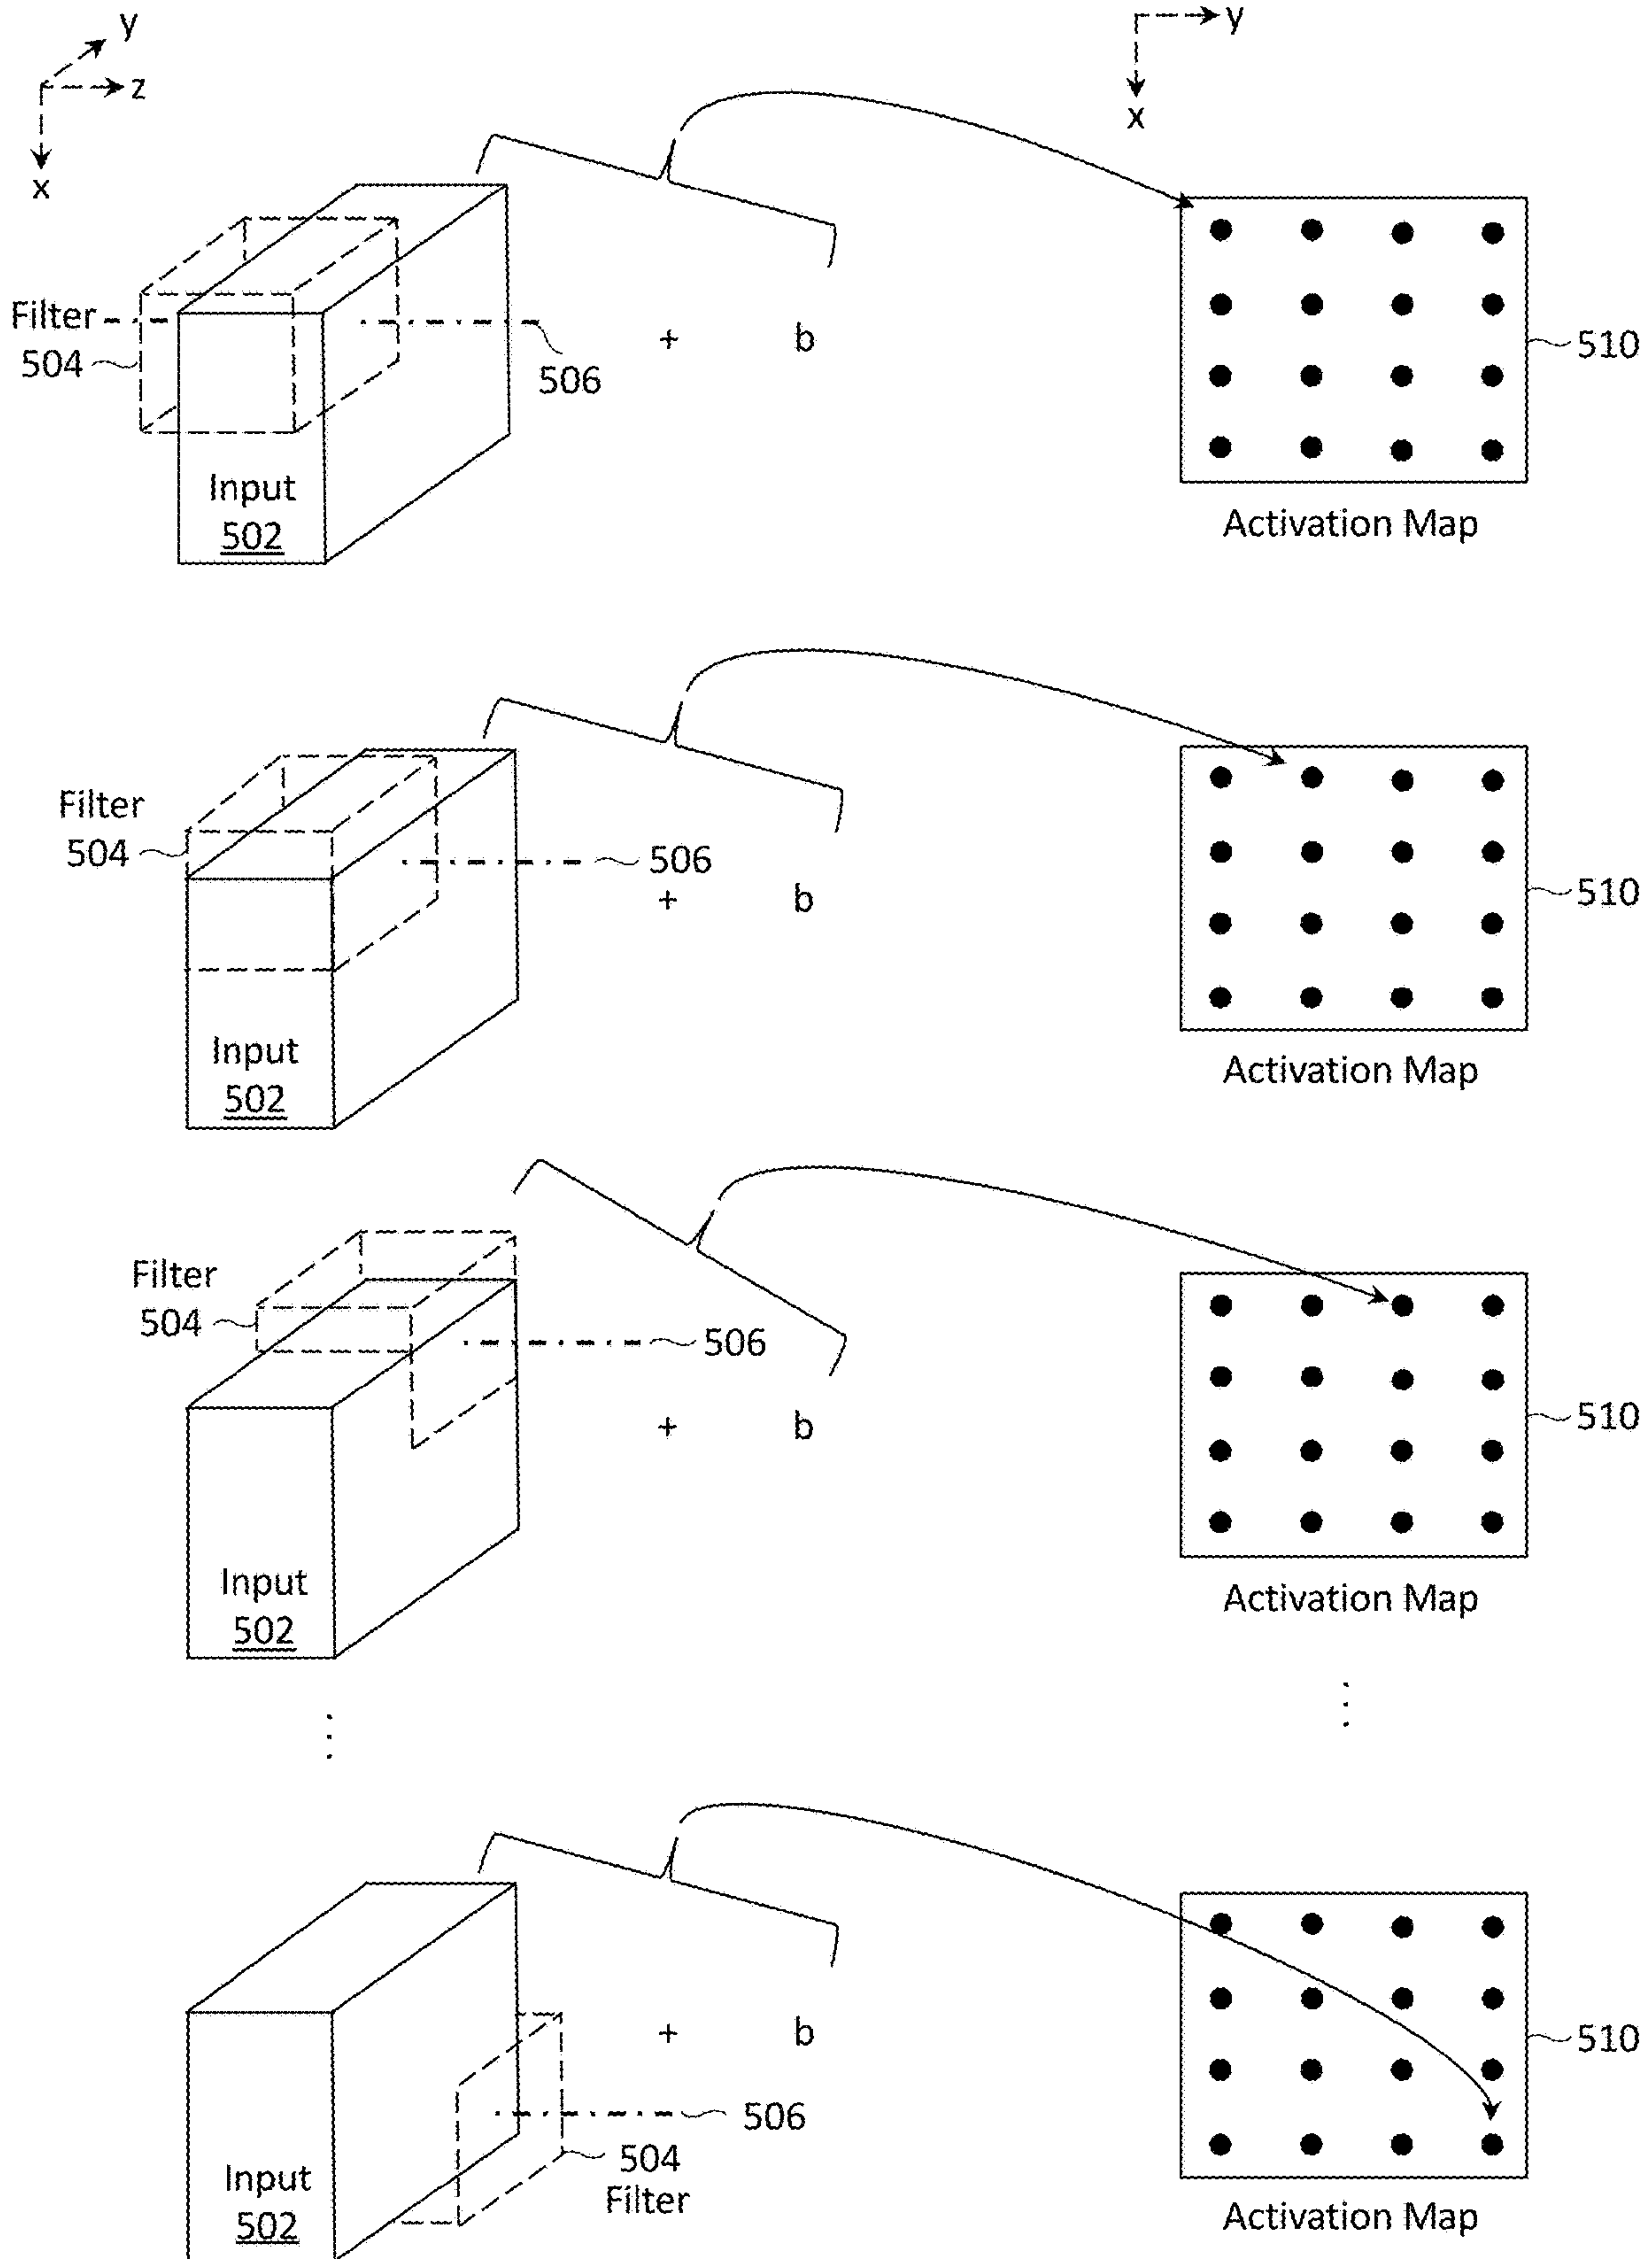 y
z
x
y
x
Filter
504
506
+ b
Input
502
510
Activation Map
Filter
504
506
+ b
Input
502
510
Activation Map
Filter
504
506
+ b
Input
502
510
Activation Map
+ b
506
504
Filter
Input
502
510
Activation Map